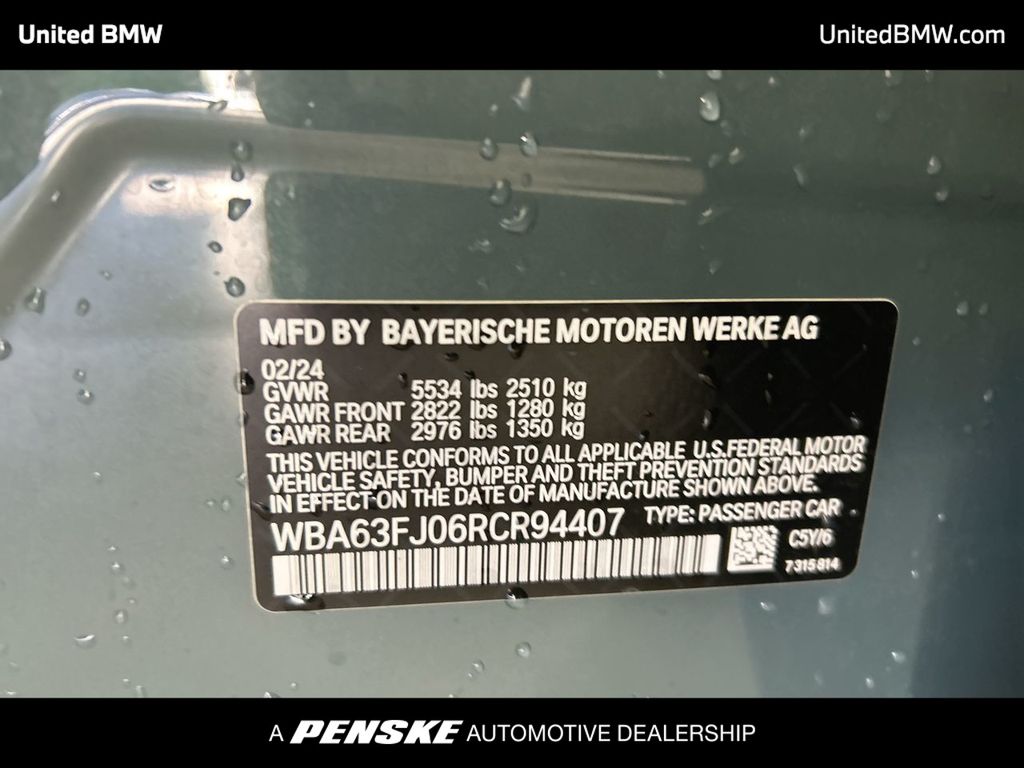 United BMW
UnitedBMW.com
MFD BY BAYERISCHE MOTOREN WERKE AG
02/24
GVWR 5534 lbs 2510 kg
GAWR FRONT 2822 lbs 1280 kg
GAWR REAR 2976 lbs 1350 kg
THIS VEHICLE CONFORMS TO ALL APPLICABLE U.S.FEDERAL MOTOR
VEHICLE SAFETY, BUMPER AND THEFT PREVENTION STANDARDS
IN EFFECT ON THE DATE OF MANUFACTURE SHOWN ABOVE.
WBA63FJ06RCR94407 TYPE: PASSENGER CAR
C5Y/6
7315814
A PENSKE AUTOMOTIVE DEALERSHIP